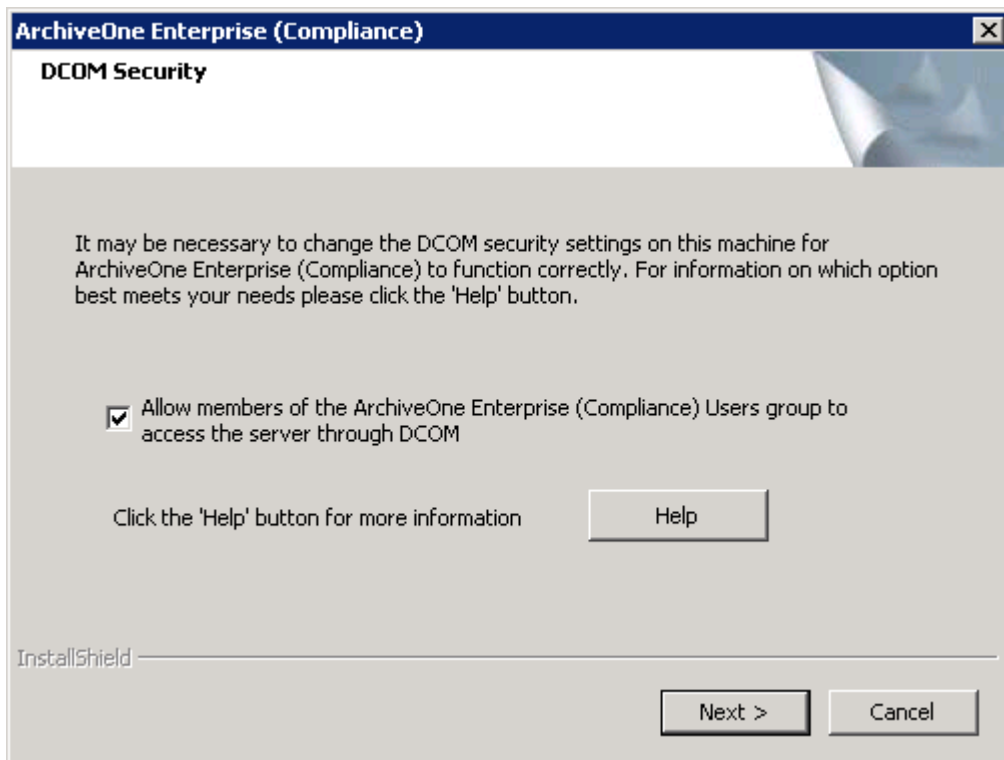 ArchiveOne Enterprise (Compliance)
DCOM Security
It may be necessary to change the DCOM security settings on this machine for
ArchiveOne Enterprise (Compliance) to function correctly. For information on which option
best meets your needs please click the 'Help' button.
Allow members of the ArchiveOne Enterprise (Compliance) Users group to
access the server through DCOM
Click the 'Help' button for more information
Help
InstallShield
Next >
Cancel